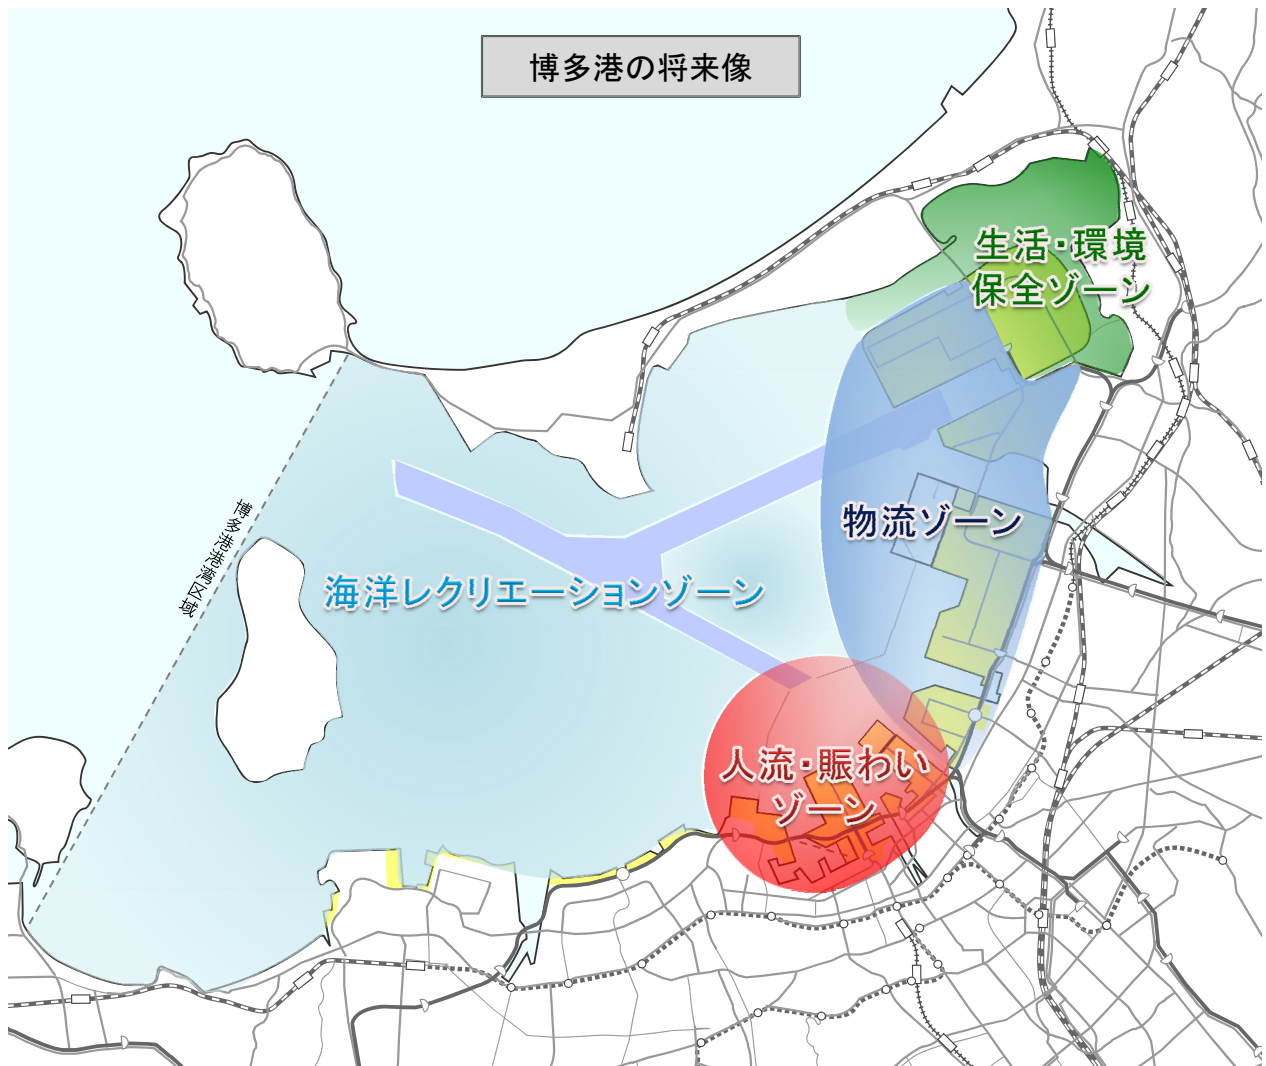 博多港の将来像
生活・環境
保全ゾーン
物流ゾーン
博多港港湾区域
海洋レクリエーションゾーン
人流・賑わい
ゾーン